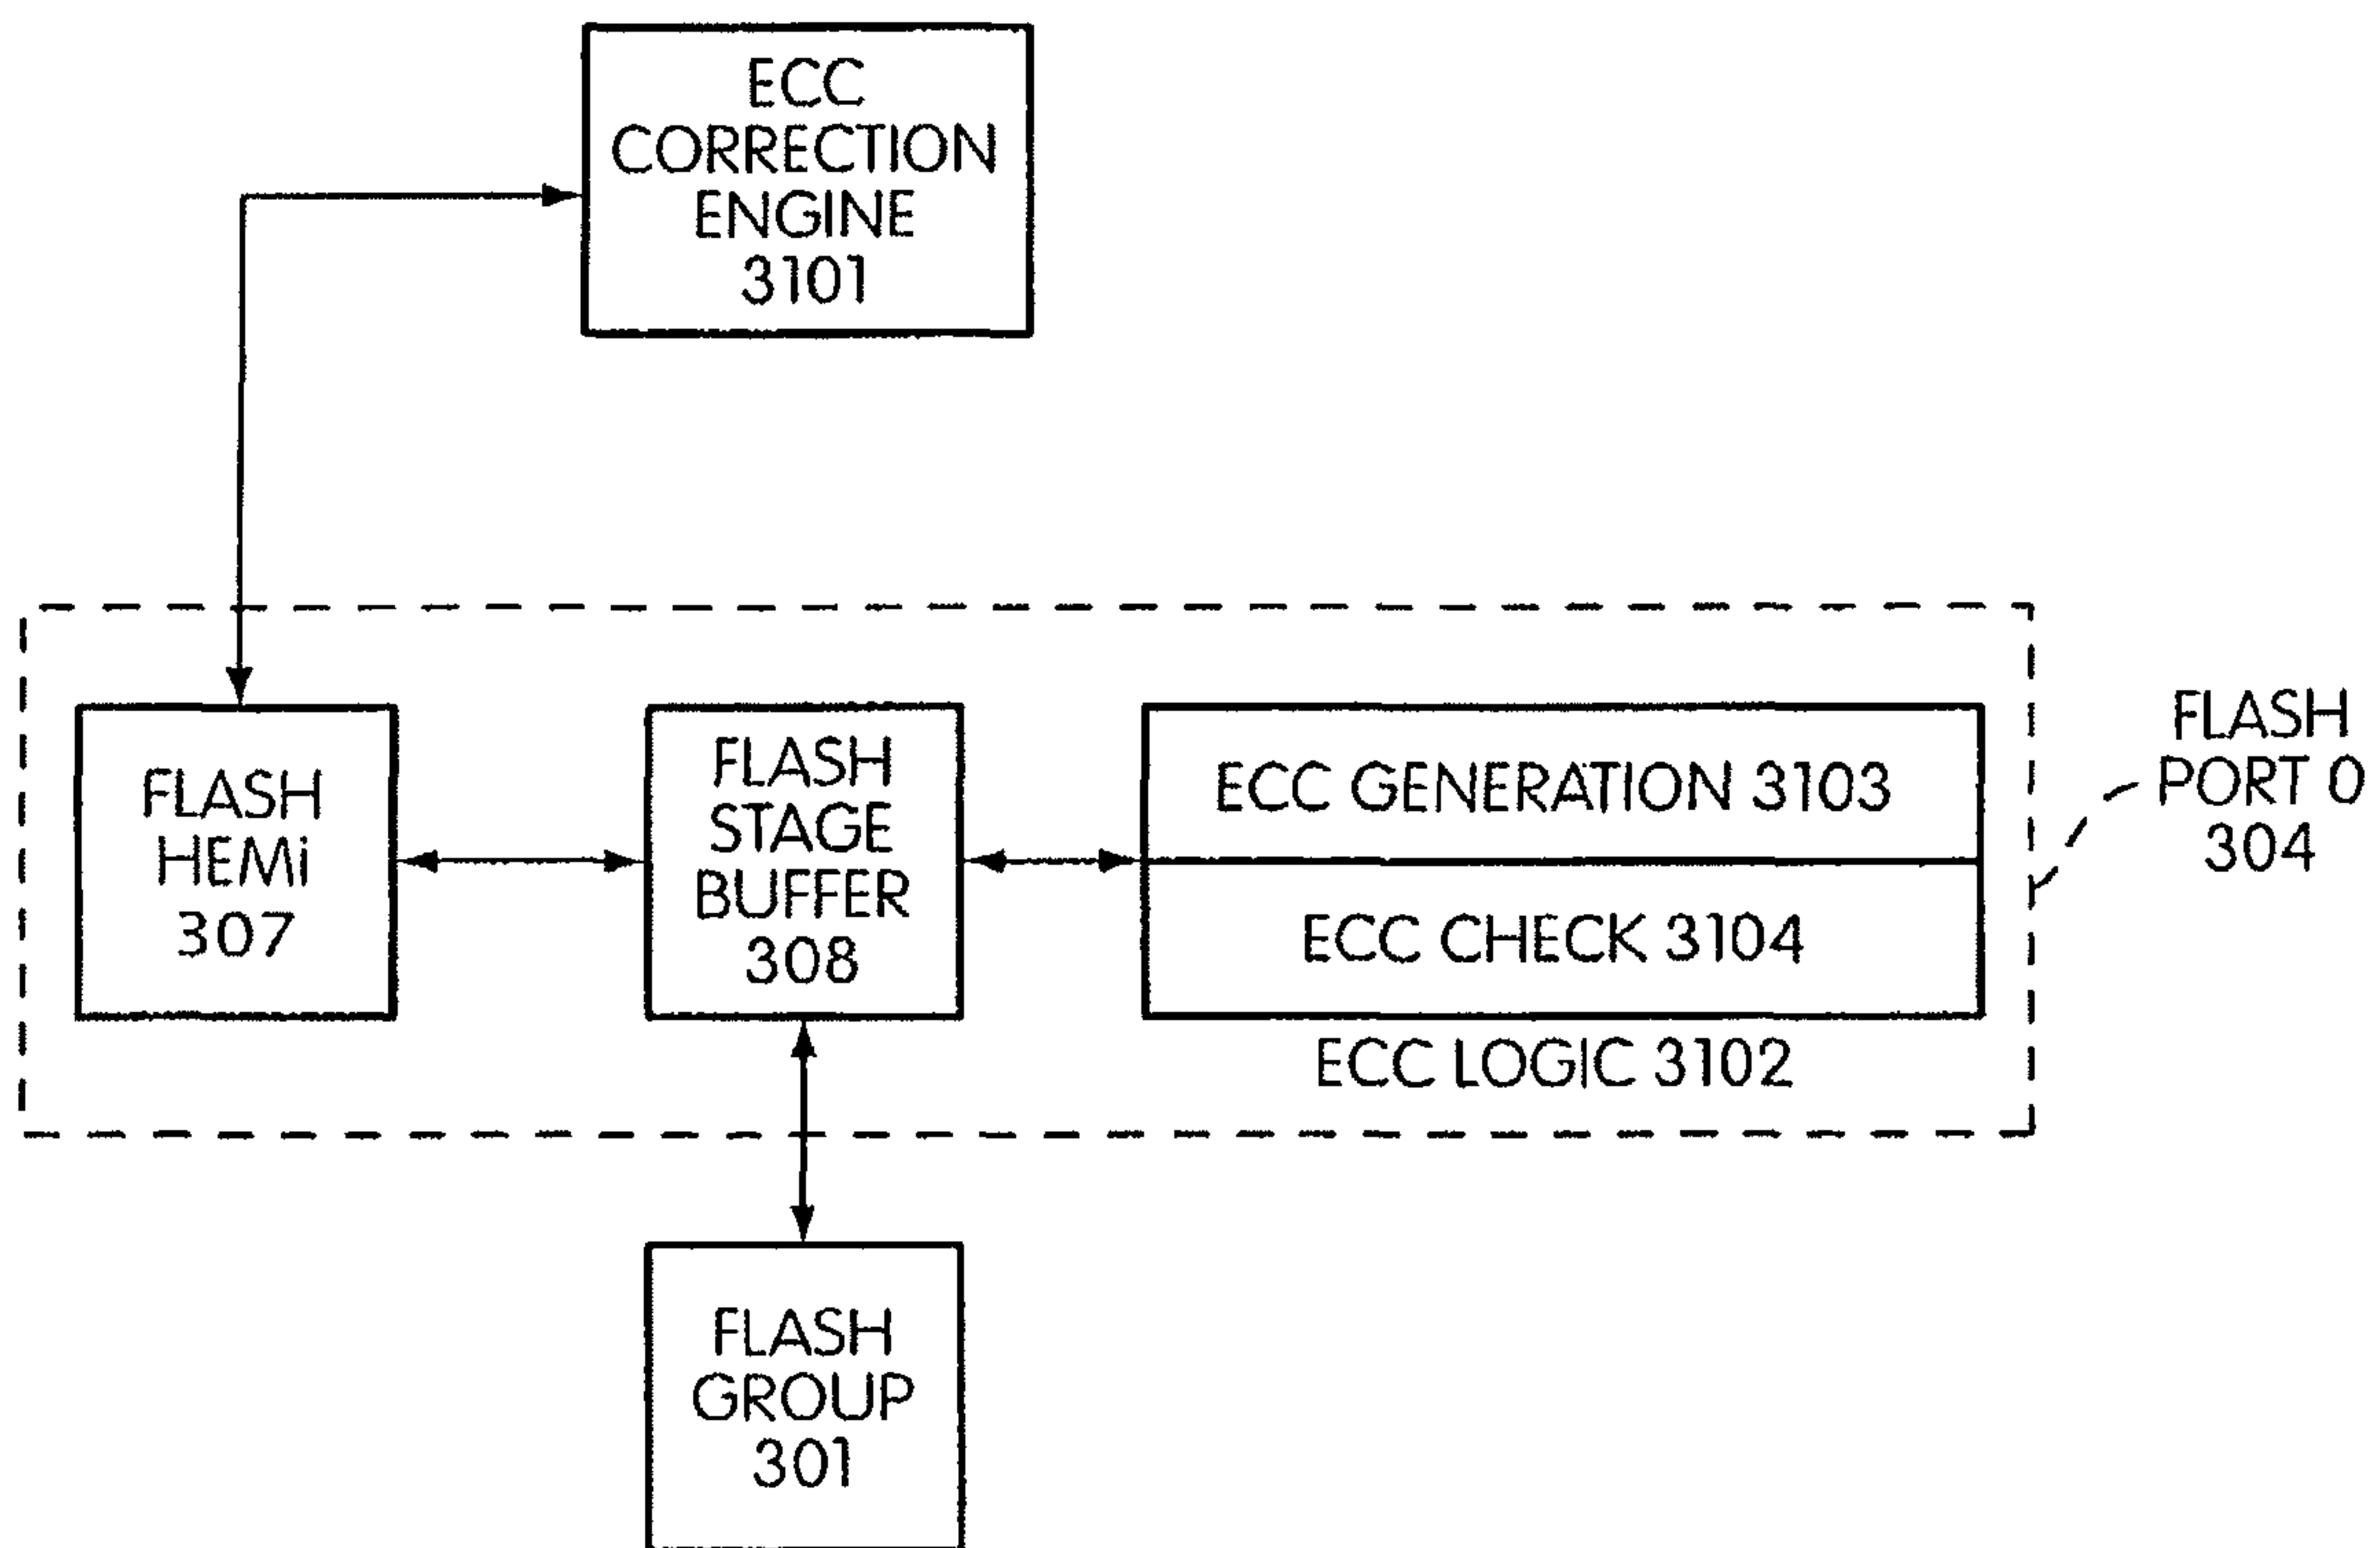 ECC
CORRECTION
ENGINE
3101
FLASH
HEMi
307
FLASH
STAGE
BUFFER
308
ECC GENERATION 3103
ECC CHECK 3104
ECC LOGIC 3102
FLASH
PORT 0
304
FLASH
GROUP
301